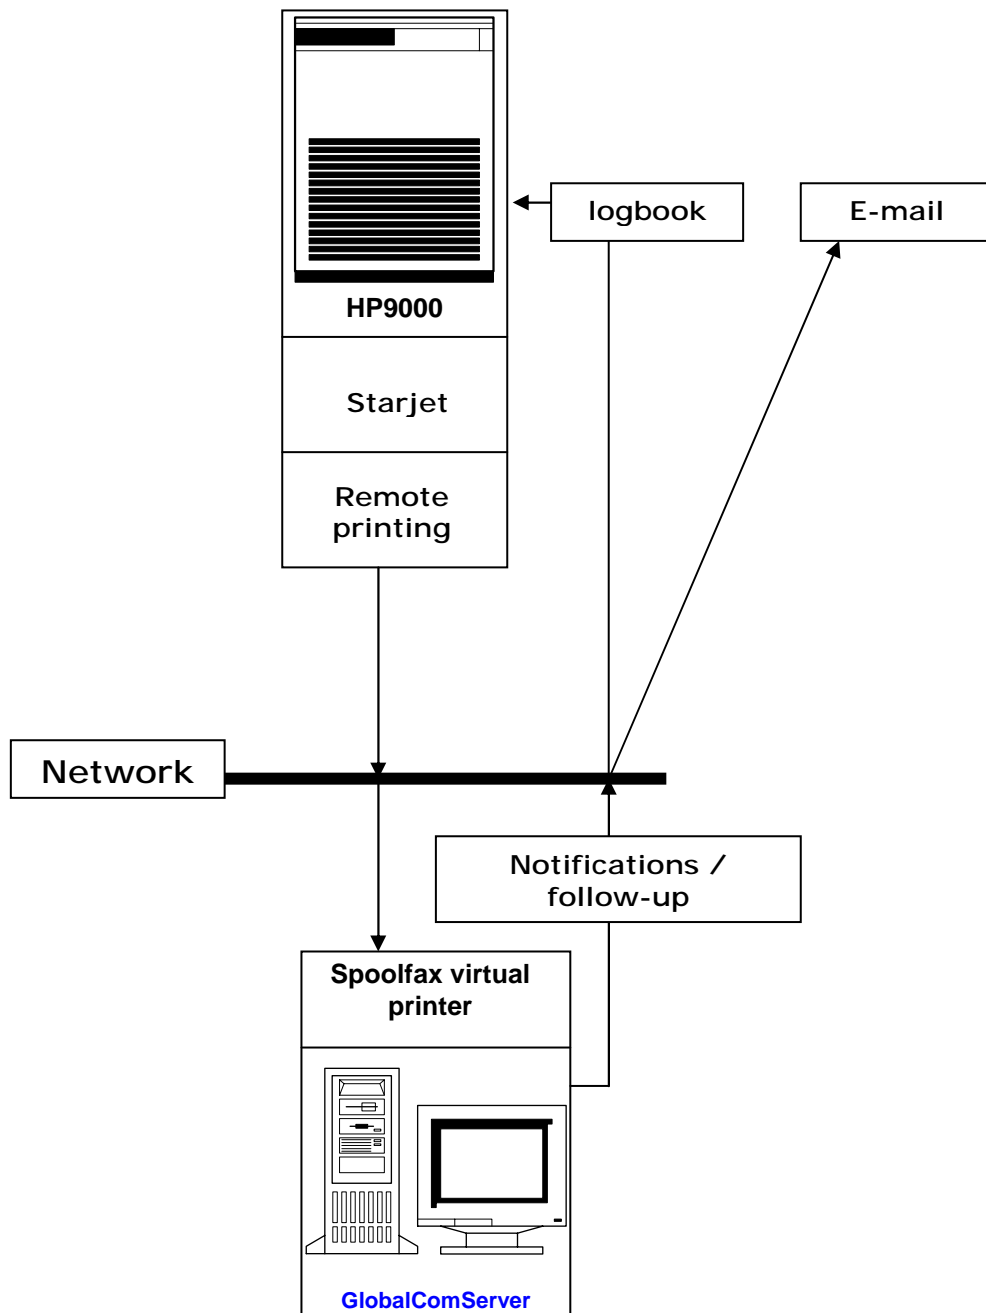 logbook
E-mail
HP9000
Starjet
Remote
printing
Network
Notifications /
follow-up
Spoolfax virtual
printer
GlobalComServer